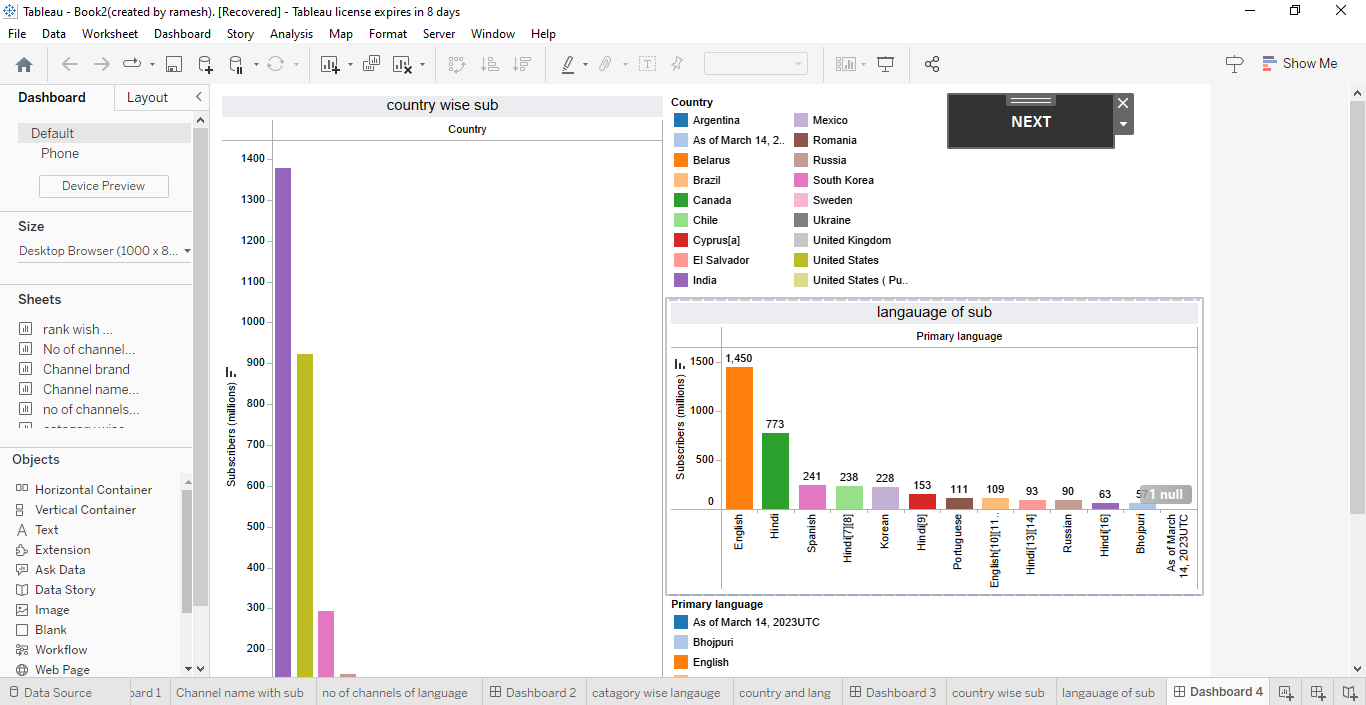 Tableau - Book2(created by ramesh). [Recovered] - Tableau license expires in 8 days
File Data Worksheet Dashboard Story Analysis Map Format Server Window Help
Show Me
Dashboard Layout
Default
Phone
Device Preview
Size
Desktop Browser (1000 x 8...
Sheets
rank wish ...
No of channel...
Channel brand
Channel name...
no of channels...
Objects
Horizontal Container
Vertical Container
Text
Extension
Ask Data
Data Story
Image
Blank
Workflow
Web Page
country wise sub
Country
1400
1300
1200
1100
1000
900
800
700
600
500
400
300
200
Subscribers (millions)
Country
Argentina
As of March 14, 2..
Belarus
Brazil
Canada
Chile
Cyprus[a]
El Salvador
India
Mexico
Romania
Russia
South Korea
Sweden
Ukraine
United Kingdom
United States
United States ( Pu..
NEXT
langauage of sub
Primary language
1500
1000
500
0
Subscribers (millions)
1,450
773
241
238
228
153
111
109
93
90
63
1 null
English
Hindi
Spanish
Hindi[7][8]
Korean
Hindi[9]
Portuguese
English[10][11..
Hindi[13][14]
Russian
Hindi[16]
Bhojpuri
As of March
14, 2023UTC
Primary language
As of March 14, 2023UTC
Bhojpuri
English
Data Source oard 1 Channel name with sub no of channels of language Dashboard 2 catagory wise langauge country and lang Dashboard 3 country wise sub langauage of sub Dashboard 4